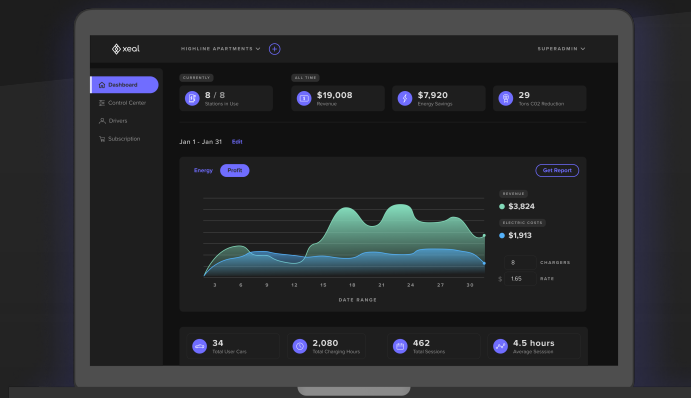 xeal
HIGHLINE APARTMENTS
SUPERADMIN
Dashboard
Control Center
Drivers
Subscription
CURRENTLY
8 / 8
Stations in Use
ALL TIME
$19,008
Revenue
$7,920
Energy Savings
29
Tons CO2 Reduction
Jan 1 - Jan 31 Edit
Energy Profit
Get Report
REVENUE
$3,824
ELECTRIC COSTS
$1,913
8 CHARGERS
$ 1.65 RATE
3 6 9 12 15 18 21 24 27 30
DATE RANGE
34
Total User Cars
2,080
Total Charging Hours
462
Total Sessions
4.5 hours
Average Session